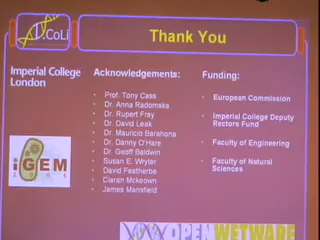 D.CoLi
Thank You
Imperial College
London
Acknowledgements:
Prof. Tony Cass
Dr. Anna Radomska
Dr. Rupert Fray
Dr. David Leak
Dr. Mauricio Barahona
Dr. Danny O'Hare
Dr. Geoff Baldwin
Susan E. Wryter
David Featherbe
Ciaran Mckeown
James Mansfield
Funding:
European Commission
Imperial College Deputy
Rectors Fund
Faculty of Engineering
Faculty of Natural
Sciences
iGEM
OPENWETWARE